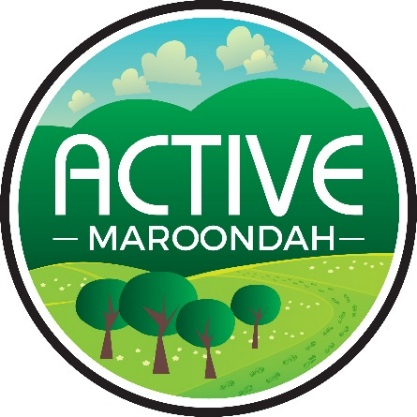 ACTIVE
— MAROONDAH —